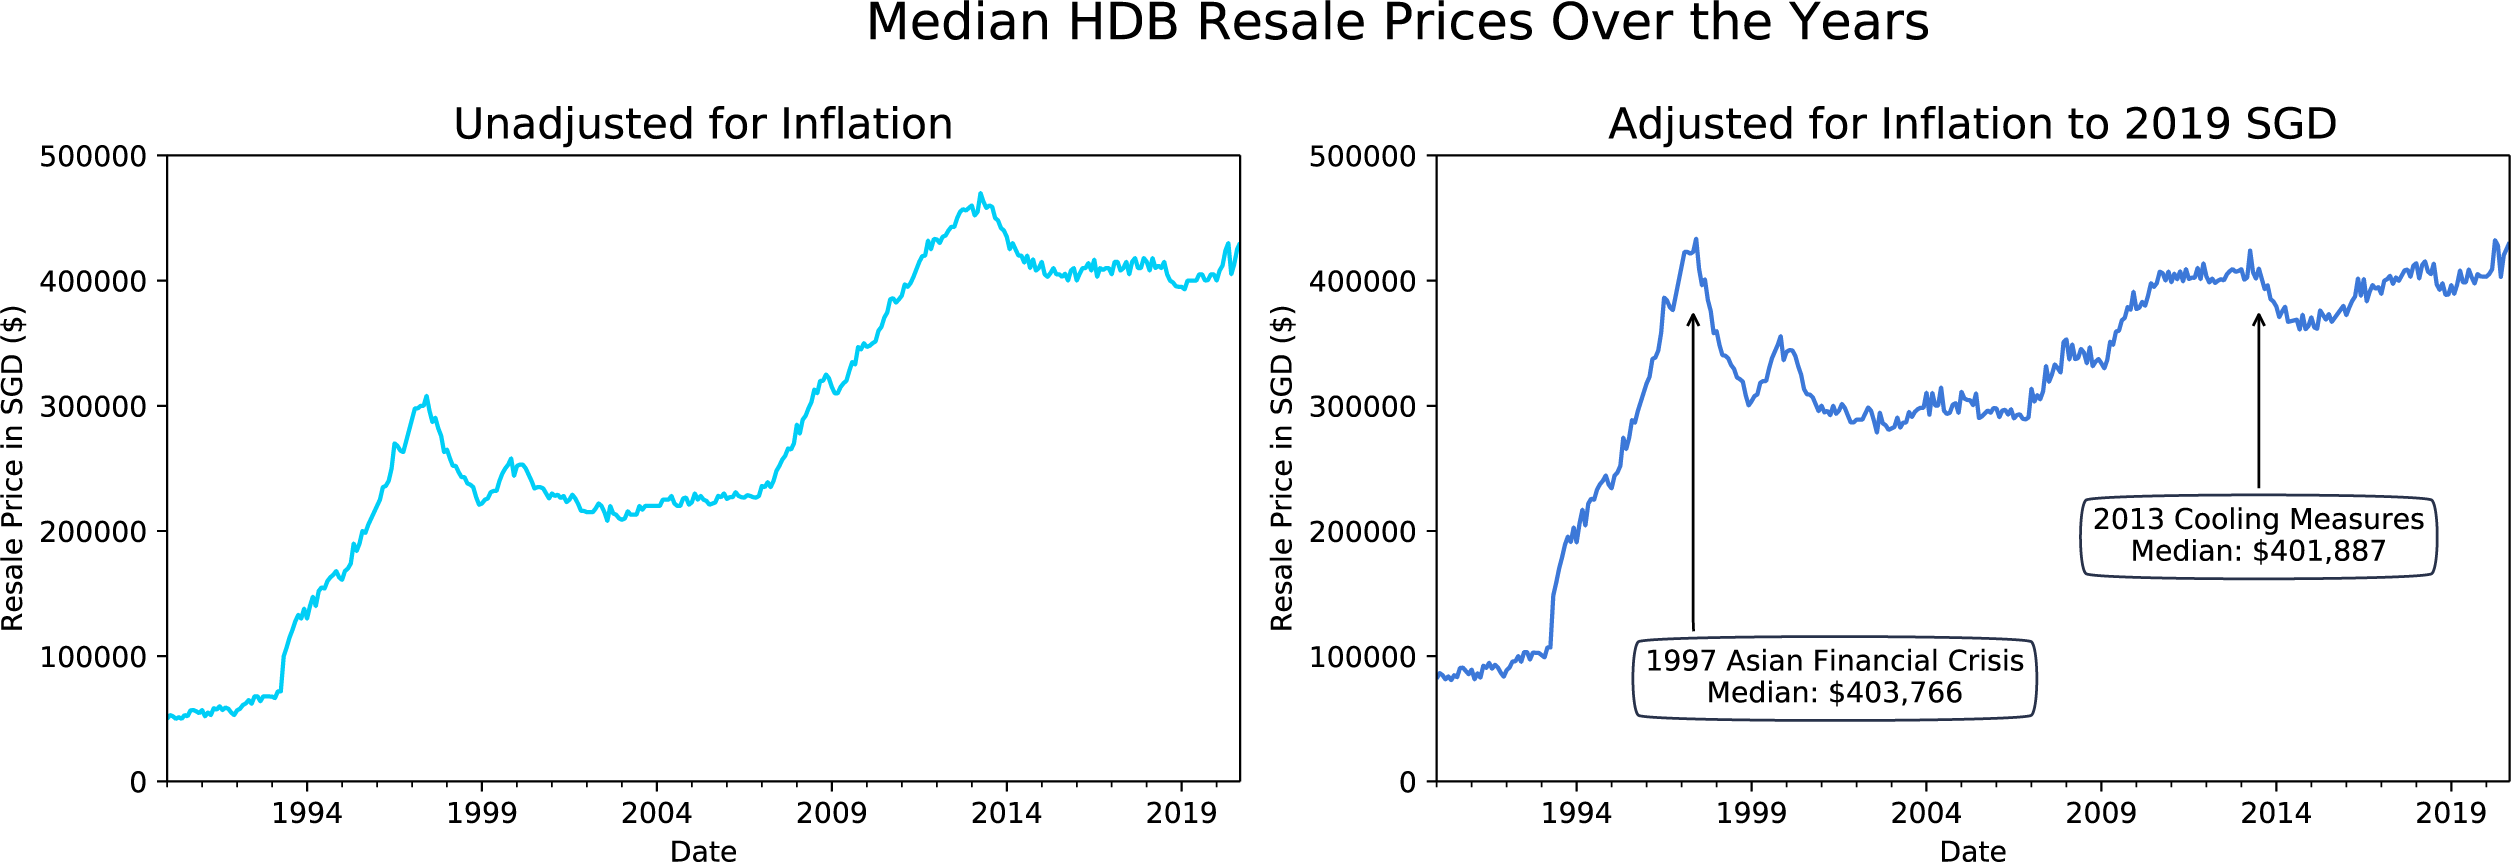 Median HDB Resale Prices Over the Years
Unadjusted for Inflation
500000
400000
300000
200000
100000
0
Resale Price in SGD ($)
1994 1999 2004 2009 2014 2019
Date
Adjusted for Inflation to 2019 SGD
500000
400000
300000
200000
100000
0
Resale Price in SGD ($)
2013 Cooling Measures
Median: $401,887
1997 Asian Financial Crisis
Median: $403,766
1994 1999 2004 2009 2014 2019
Date